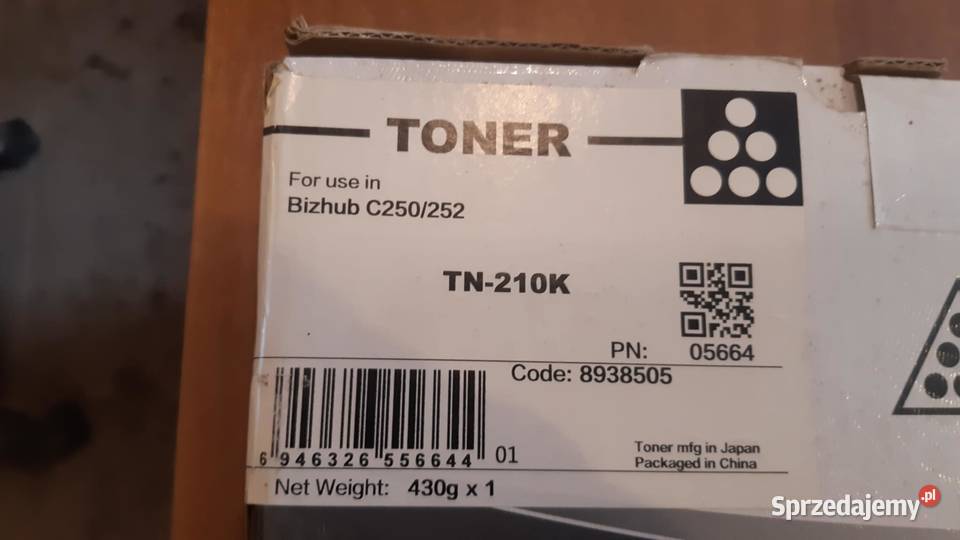 TONER
For use in
Bizhub C250/252
TN-210K
PN: 05664
Code: 8938505
6 946326 556644 01
Toner mfg in Japan
Packaged in China
Net Weight: 430g x 1
Sprzedajemy.pl